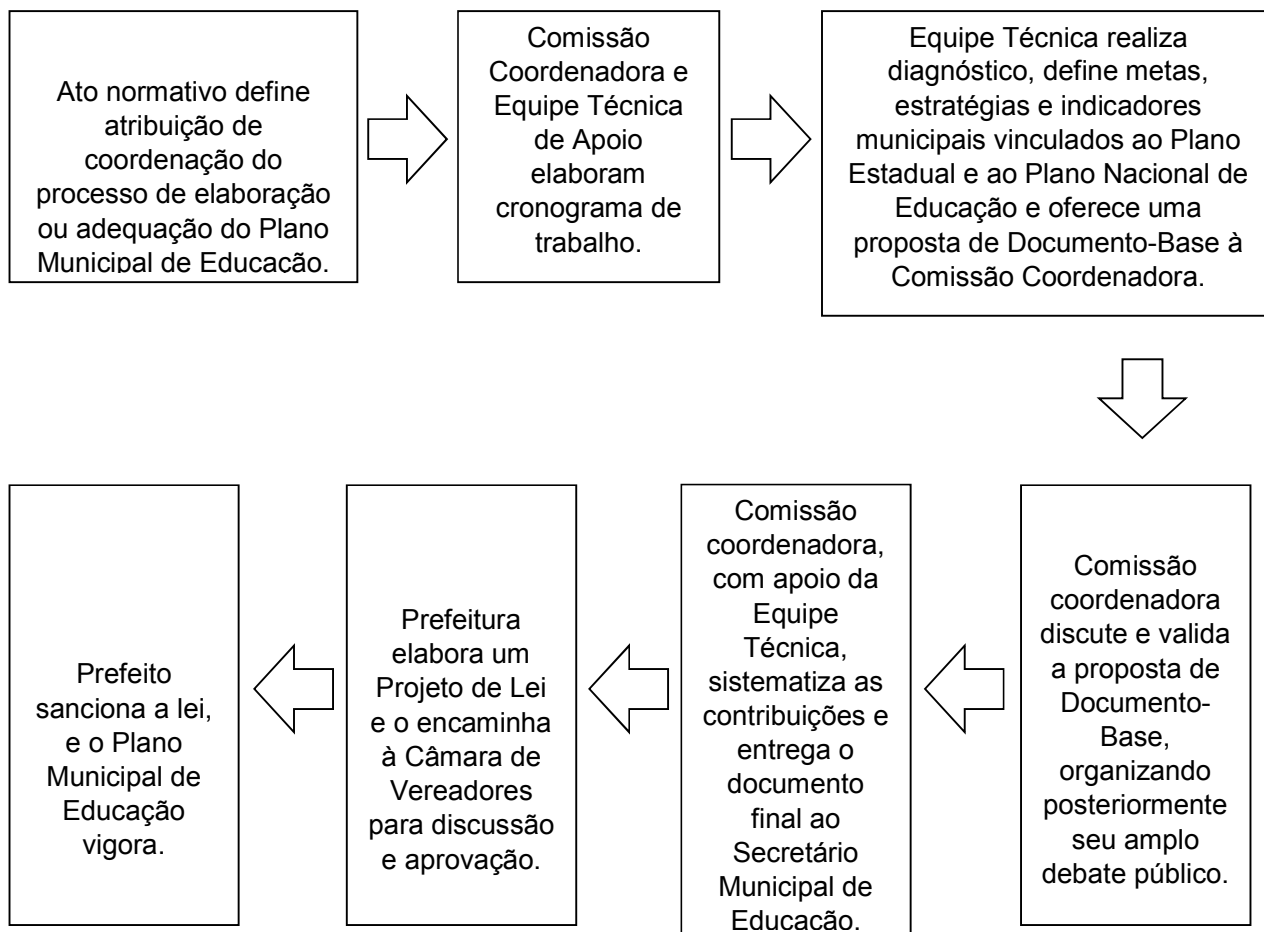 Ato normativo define
atribuição de
coordenação do
processo de elaboração
ou adequação do Plano
Municipal de Educação.
Comissão
Coordenadora e
Equipe Técnica
de Apoio
elaboram
cronograma de
trabalho.
Equipe Técnica realiza
diagnóstico, define metas,
estratégias e indicadores
municipais vinculados ao Plano
Estadual e ao Plano Nacional de
Educação e oferece uma
proposta de Documento-Base à
Comissão Coordenadora.
Comissão
coordenadora
discute e valida
a proposta de
Documento-
Base,
organizando
posteriormente
seu amplo
debate público.
Comissão
coordenadora,
com apoio da
Equipe
Técnica,
sistematiza as
contribuições e
entrega o
documento
final ao
Secretário
Municipal de
Educação.
Prefeitura
elabora um
Projeto de Lei
e o encaminha
à Câmara de
Vereadores
para discussão
e aprovação.
Prefeito
sanciona a lei,
e o Plano
Municipal de
Educação
vigora.